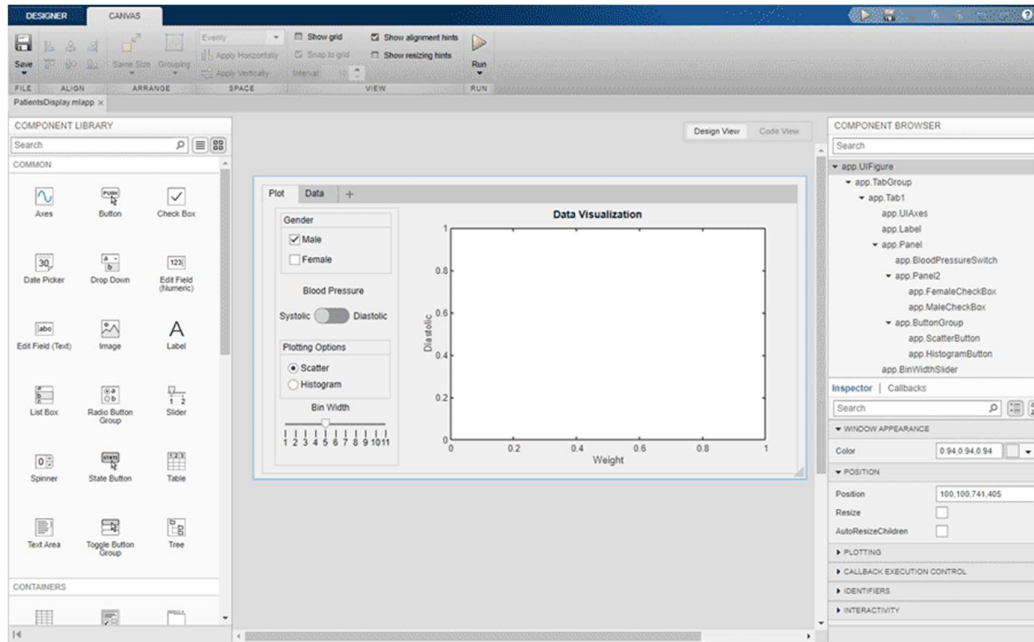 DESIGNER CANVAS
Save
Same Size Grouping
Evenly
Apply Horizontally
Apply Vertically
Show grid
Snap to grid
Interval: 10
Show alignment hints
Show resizing hints
Run
FILE ALIGN ARRANGE SPACE VIEW RUN
PatientsDisplay.mlapp ×
COMPONENT LIBRARY
Search
COMMON
Axes Button Check Box
Date Picker Drop Down Edit Field (Numeric)
Edit Field (Text) Image Label
List Box Radio Button Group Slider
Spinner State Button Table
Text Area Toggle Button Group Tree
CONTAINERS
Design View Code View
Plot Data +
Gender
Male
Female
Blood Pressure
Systolic Diastolic
Plotting Options
Scatter
Histogram
Bin Width
1 2 3 4 5 6 7 8 9 10 11
Data Visualization
1
0.8
0.6
0.4
0.2
0
Diastolic
0 0.2 0.4 0.6 0.8 1
Weight
COMPONENT BROWSER
Search
app.UIFigure
app.TabGroup
app.Tab1
app.UIAxes
app.Label
app.Panel
app.BloodPressureSwitch
app.Panel2
app.FemaleCheckBox
app.MaleCheckBox
app.ButtonGroup
app.ScatterButton
app.HistogramButton
app.BinWidthSlider
Inspector | Callbacks
Search
WINDOW APPEARANCE
Color 0.94,0.94,0.94
POSITION
Position 100,100,741,405
Resize
AutoResizeChildren
PLOTTING
CALLBACK EXECUTION CONTROL
IDENTIFIERS
INTERACTIVITY